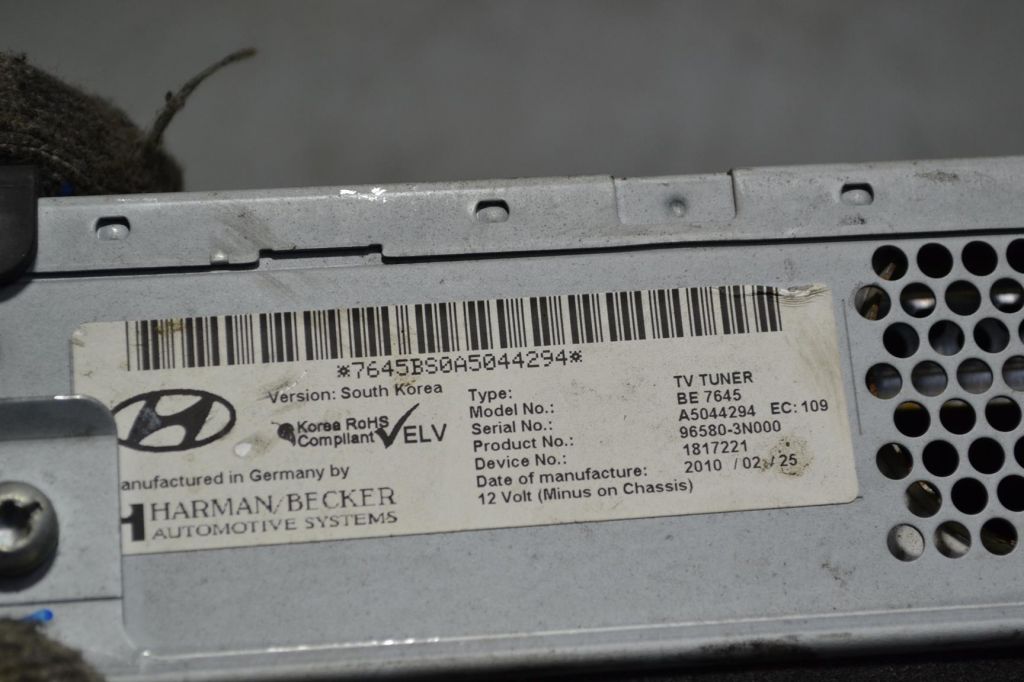 *7645BS0A5044294*
Version: South Korea
Korea RoHS
Compliant ELV
anufactured in Germany by
HARMAN/BECKER
AUTOMOTIVE SYSTEMS
Type: TV TUNER
Model No.: BE 7645
Serial No.: A5044294 EC: 109
Product No.: 96580-3N000
Device No.: 1817221
Date of manufacture: 2010 / 02 / 25
12 Volt (Minus on Chassis)